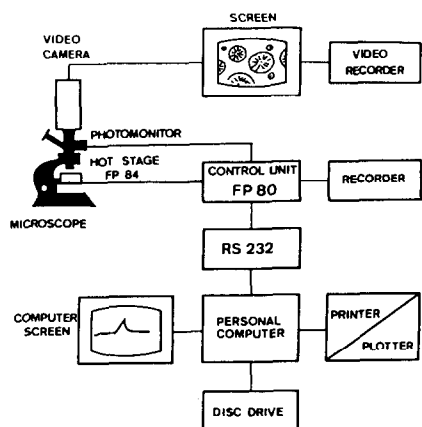 SCREEN
VIDEO
CAMERA
VIDEO
RECORDER
PHOTOMONITOR
HOT STAGE
FP 84
CONTROL UNIT
FP 80
RECORDER
MICROSCOPE
RS 232
COMPUTER
SCREEN
PERSONAL
COMPUTER
PRINTER
PLOTTER
DISC DRIVE